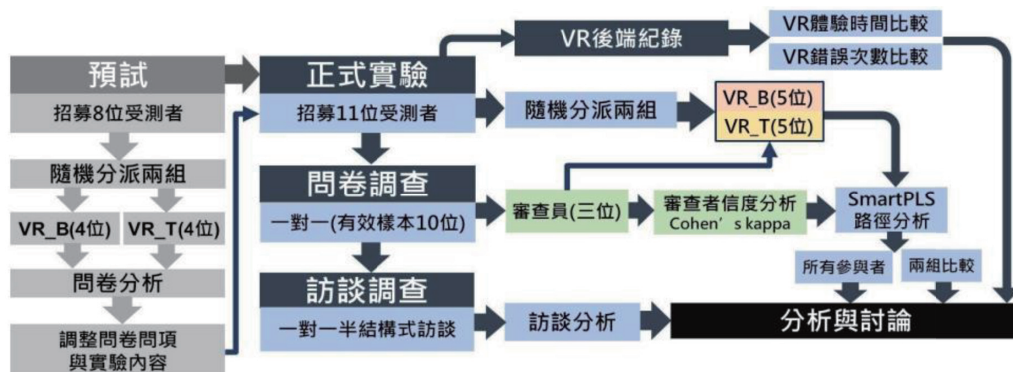 預試
招募8位受測者
隨機分派兩組
VR_B(4位)
VR_T(4位)
問卷分析
調整問卷問項
與實驗內容
正式實驗
招募11位受測者
問卷調查
一對一(有效樣本10位)
訪談調查
一對一半結構式訪談
VR後端紀錄
VR體驗時間比較
VR錯誤次數比較
隨機分派兩組
VR_B(5位)
VR_T(5位)
審查員(三位)
審查者信度分析
Cohen’s kappa
SmartPLS
路徑分析
所有參與者
兩組比較
訪談分析
分析與討論